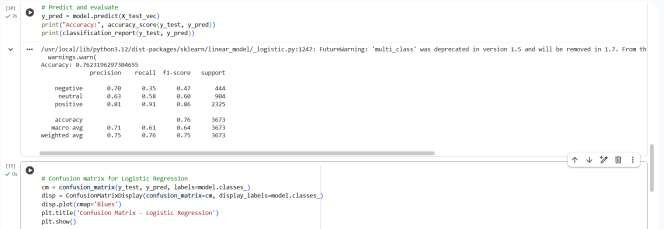 [18]
7s
# Predict and evaluate
y_pred = model.predict(X_test_vec)
print("Accuracy:", accuracy_score(y_test, y_pred))
print(classification_report(y_test, y_pred))
/usr/local/lib/python3.12/dist-packages/sklearn/linear_model/_logistic.py:1247: FutureWarning: 'multi_class' was deprecated in version 1.5 and will be removed in 1.7. From th
warnings.warn(
Accuracy: 0.7623196297304655
precision recall f1-score support
negative 0.70 0.35 0.47 444
neutral 0.63 0.58 0.60 904
positive 0.81 0.91 0.86 2325
accuracy 0.76 3673
macro avg 0.71 0.61 0.64 3673
weighted avg 0.75 0.76 0.75 3673
0s
# Confusion matrix for Logistic Regression
cm = confusion_matrix(y_test, y_pred, labels=model.classes_)
disp = ConfusionMatrixDisplay(confusion_matrix=cm, display_labels=model.classes_)
disp.plot(cmap='Blues')
plt.title('Confusion Matrix - Logistic Regression')
plt.show()